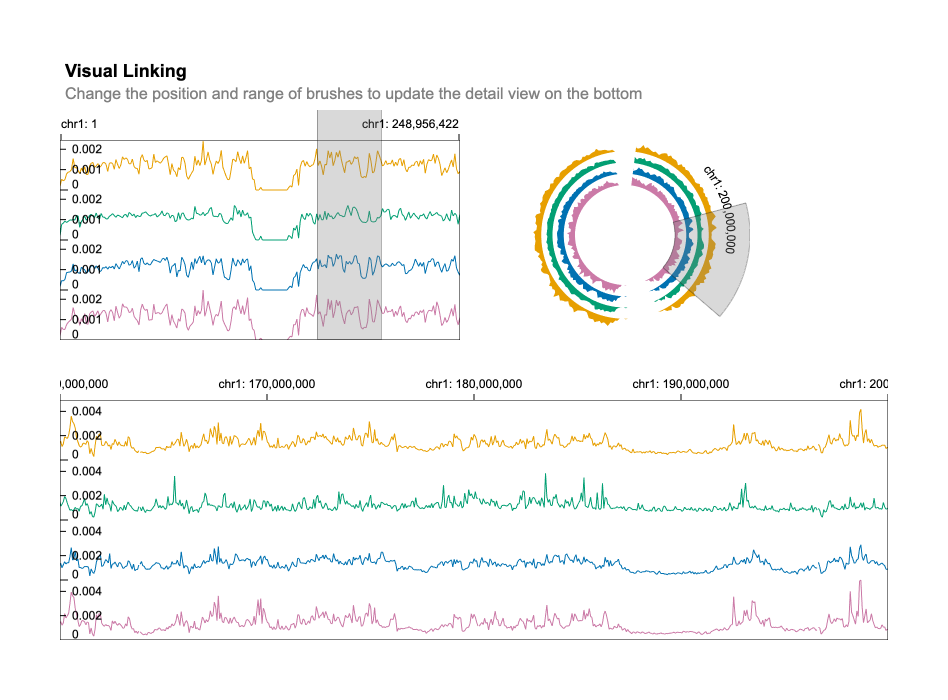 Visual Linking
Change the position and range of brushes to update the detail view on the bottom
chr1: 1
chr1: 248,956,422
0.002
0.001
0
0.002
0.001
0
0.002
0.001
0
0.002
0.001
0
chr1: 200,000,000
),000,000
chr1: 170,000,000
chr1: 180,000,000
chr1: 190,000,000
chr1: 200
0.004
0.002
0
0.004
0.002
0
0.004
0.002
0
0.004
0.002
0